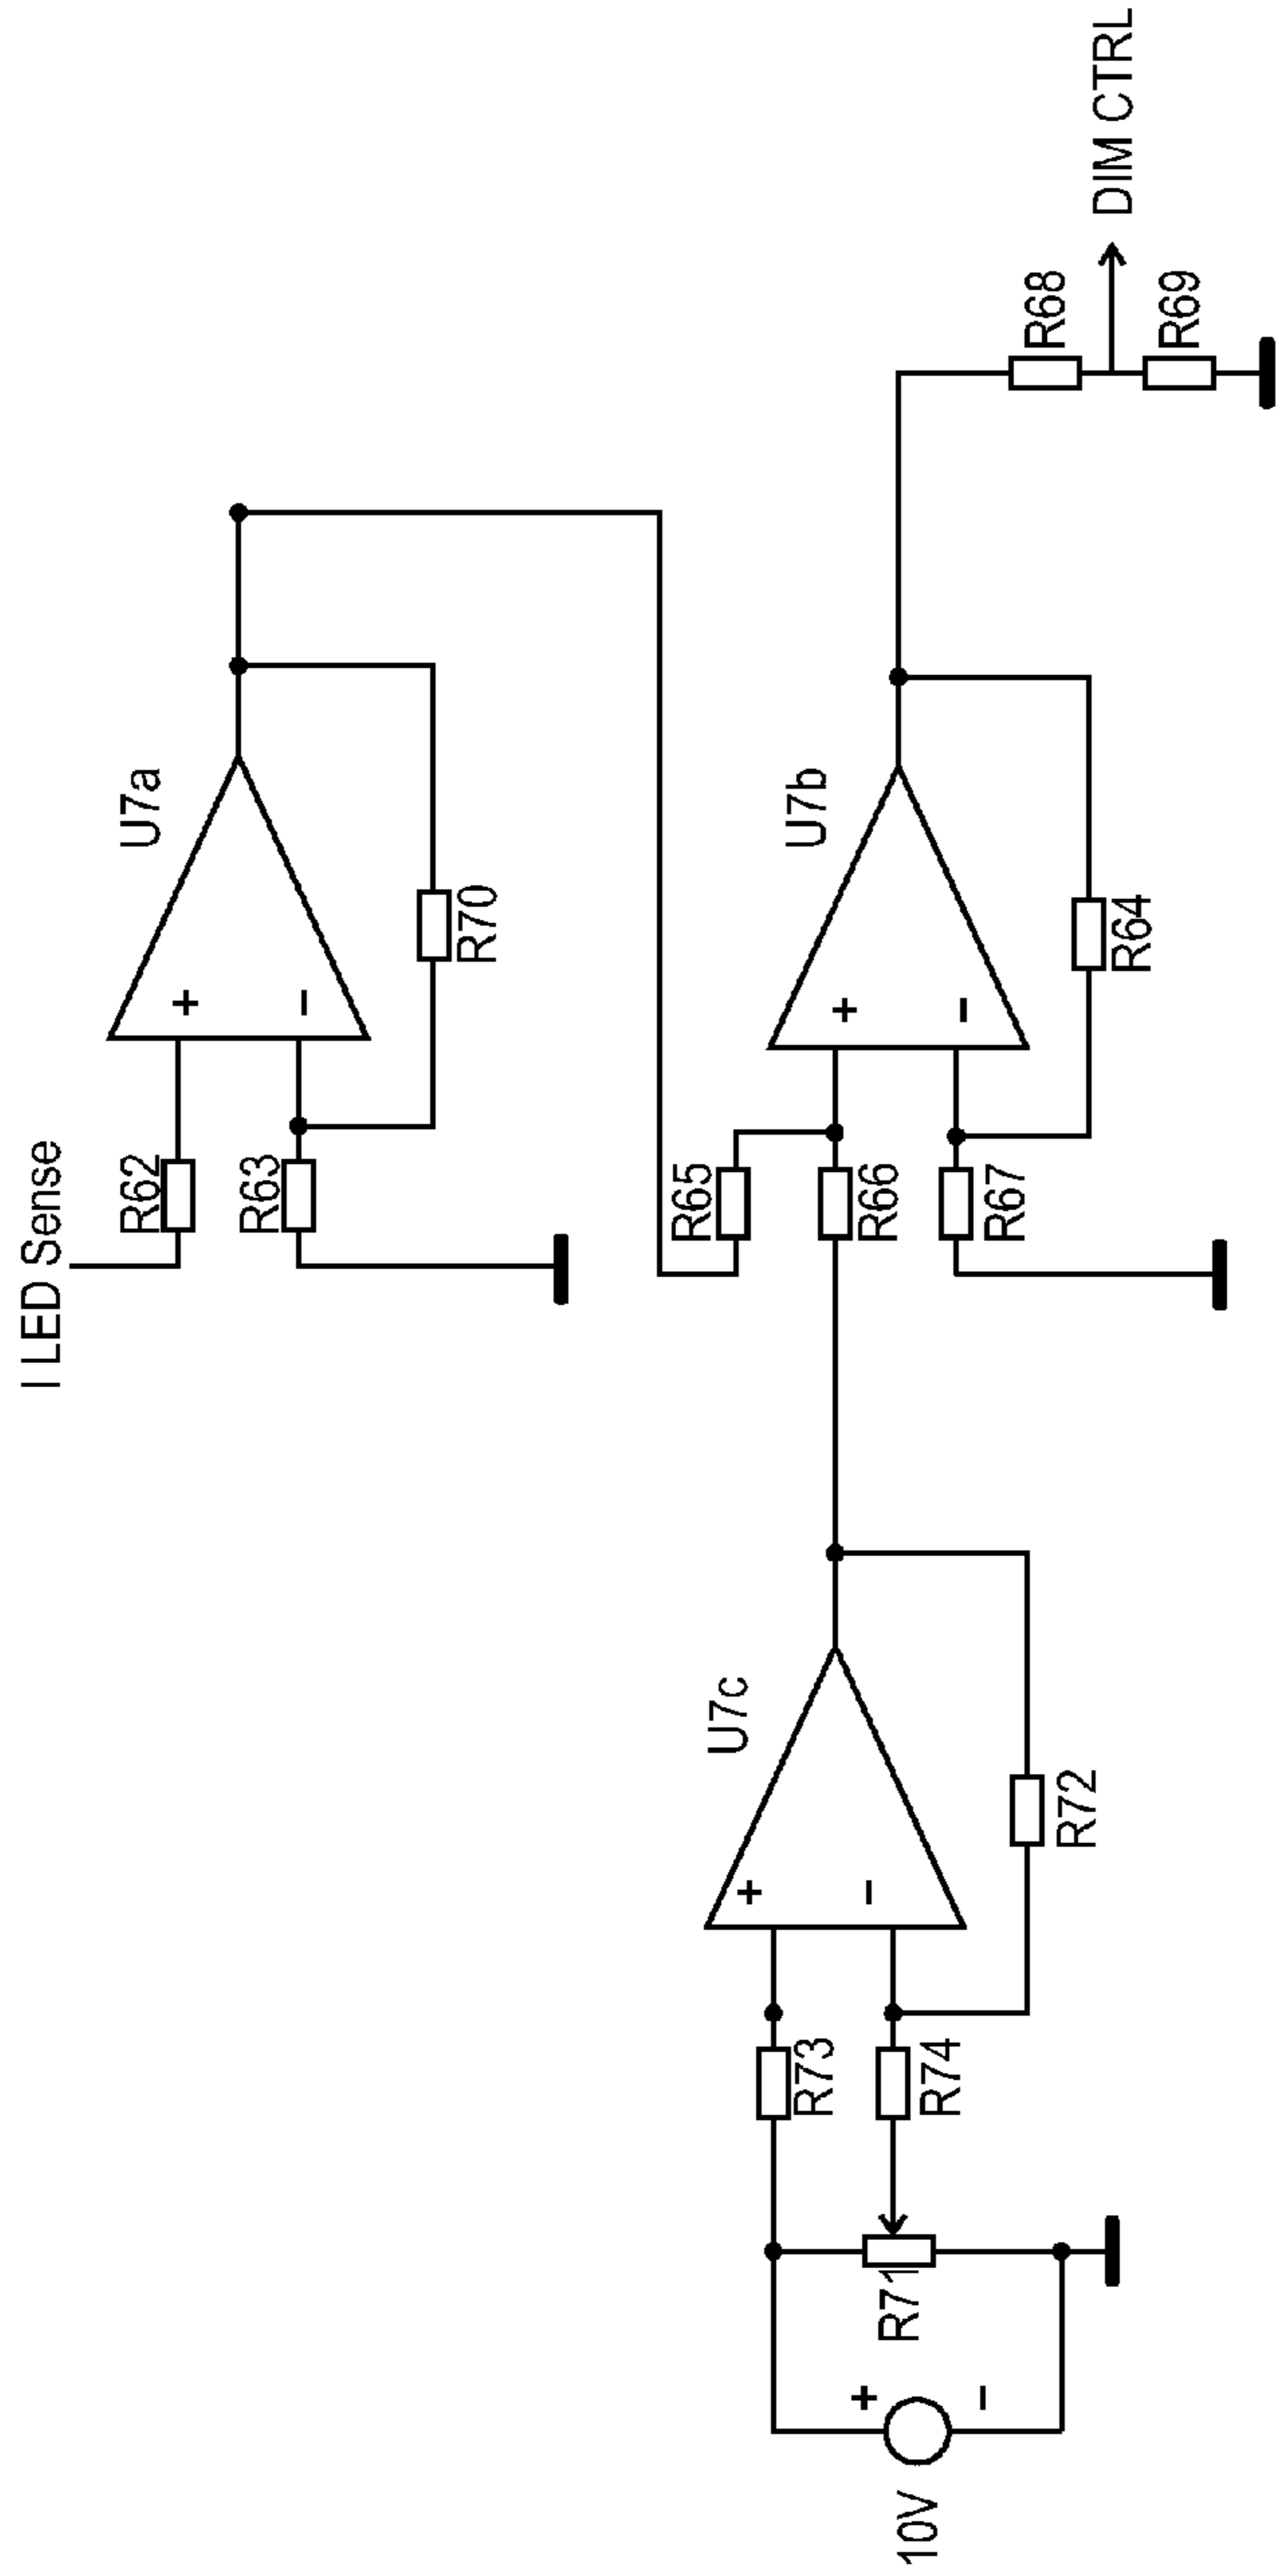 I LED Sense
R62
R63
U7a
+
−
R70
R65
R66
R67
U7b
+
−
R64
R68
R69
DIM CTRL
U7c
+
−
R72
R73
R74
R71
+
−
10V